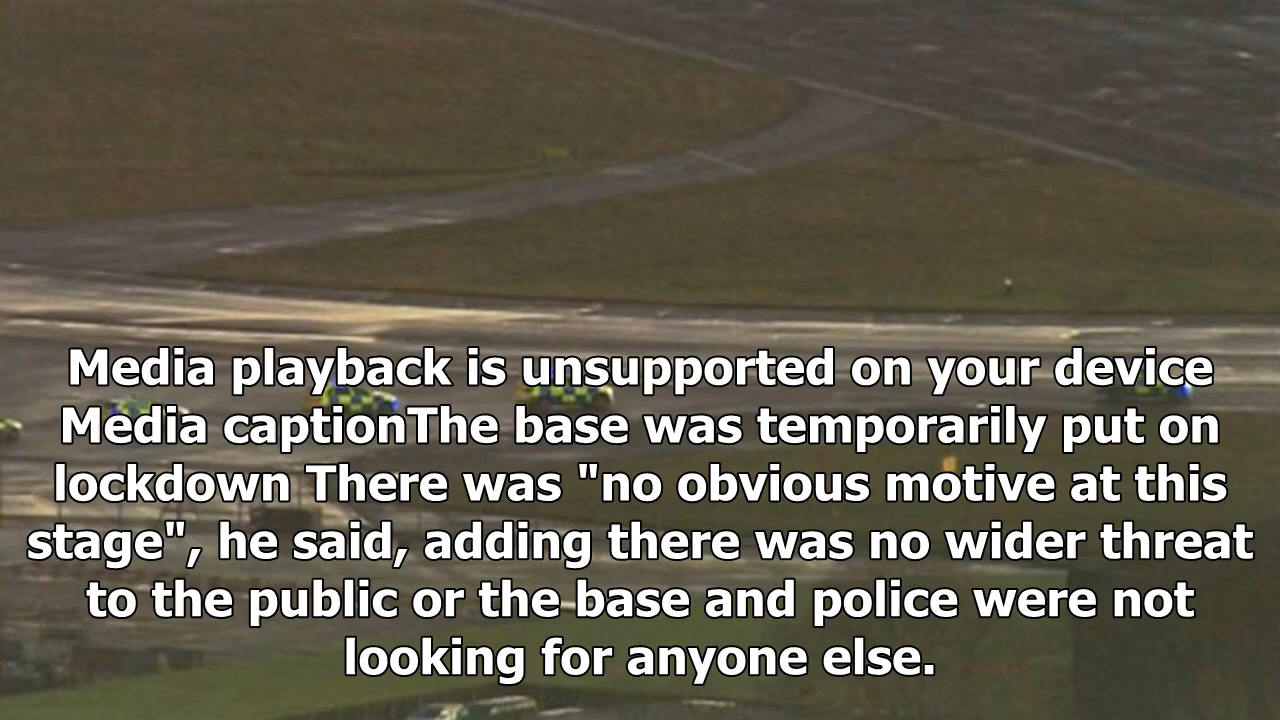 Media playback is unsupported on your device
Media captionThe base was temporarily put on
lockdown There was "no obvious motive at this
stage", he said, adding there was no wider threat
to the public or the base and police were not
looking for anyone else.